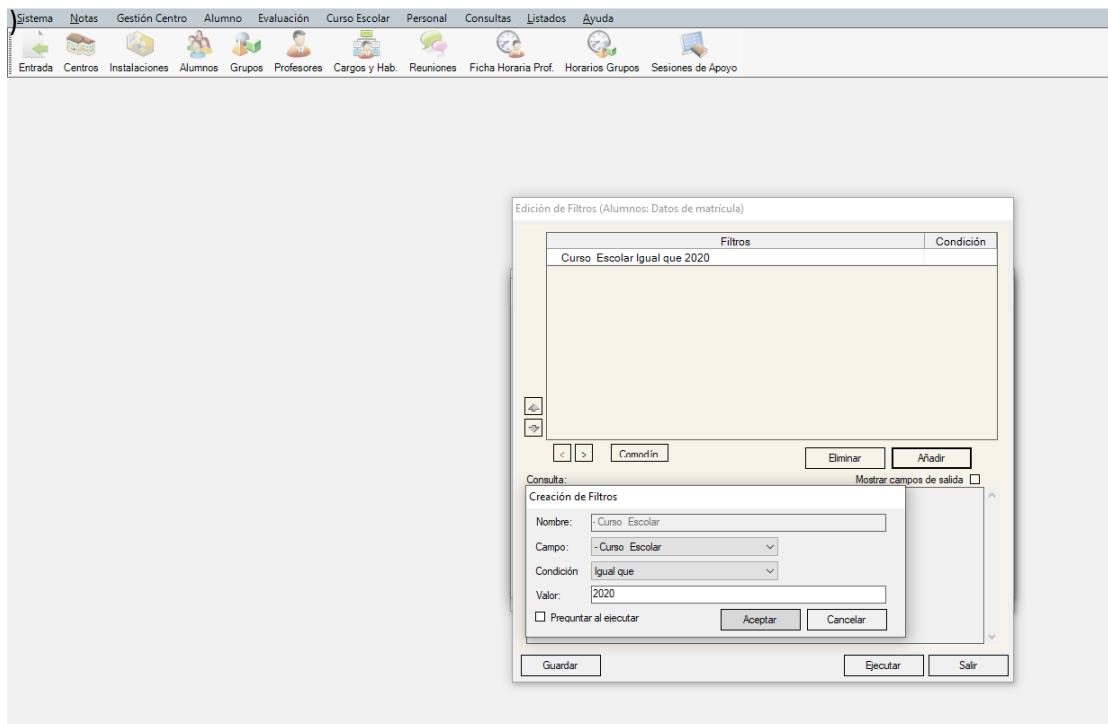 )Sistema Notas Gestión Centro Alumno Evaluación Curso Escolar Personal Consultas Listados Ayuda
Entrada Centros Instalaciones Alumnos Grupos Profesores Cargos y Hab. Reuniones Ficha Horaria Prof. Horarios Grupos Sesiones de Apoyo
Edición de Filtros (Alumnos: Datos de matrícula)
Filtros Condición
Curso Escolar Igual que 2020
< > Comodín Eliminar Añadir
Consulta: Mostrar campos de salida
Creación de Filtros
Nombre: - Curso Escolar
Campo: - Curso Escolar
Condición Igual que
Valor: 2020
Preguntar al ejecutar Aceptar Cancelar
Guardar Ejecutar Salir